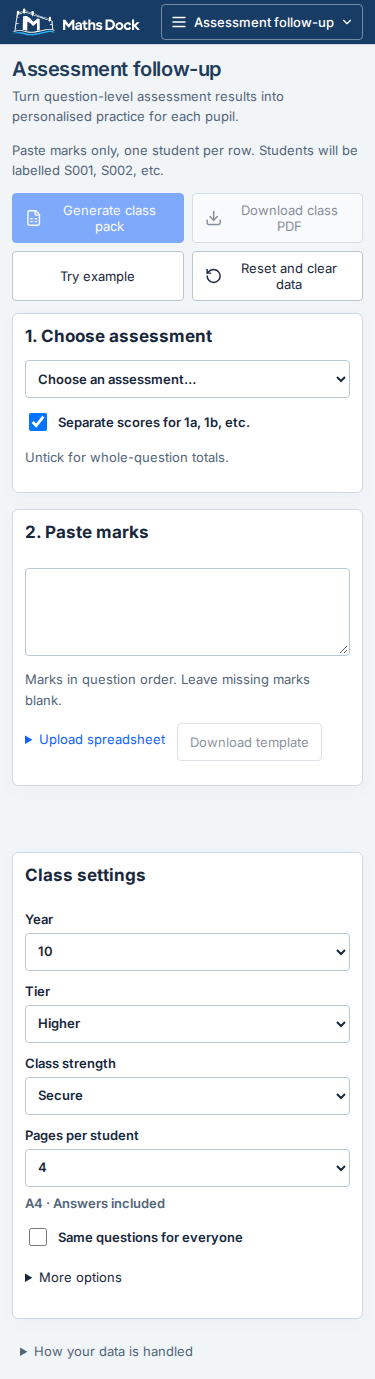 Maths Dock
Assessment follow-up
Assessment follow-up
Turn question-level assessment results into
personalised practice for each pupil.
Paste marks only, one student per row. Students will be
labelled S001, S002, etc.
Generate class
pack
Download class
PDF
Try example
Reset and clear
data
1. Choose assessment
Choose an assessment...
Separate scores for 1a, 1b, etc.
Untick for whole-question totals.
2. Paste marks
Marks in question order. Leave missing marks
blank.
Upload spreadsheet
Download template
Class settings
Year
10
Tier
Higher
Class strength
Secure
Pages per student
4
A4 · Answers included
Same questions for everyone
More options
How your data is handled